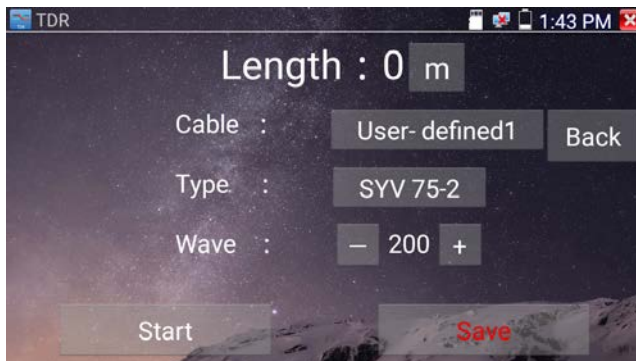 TDR 1:43 PM
Length : 0 m
Cable : User- defined1 Back
Type : SYV 75-2
Wave : – 200 +
Start Save